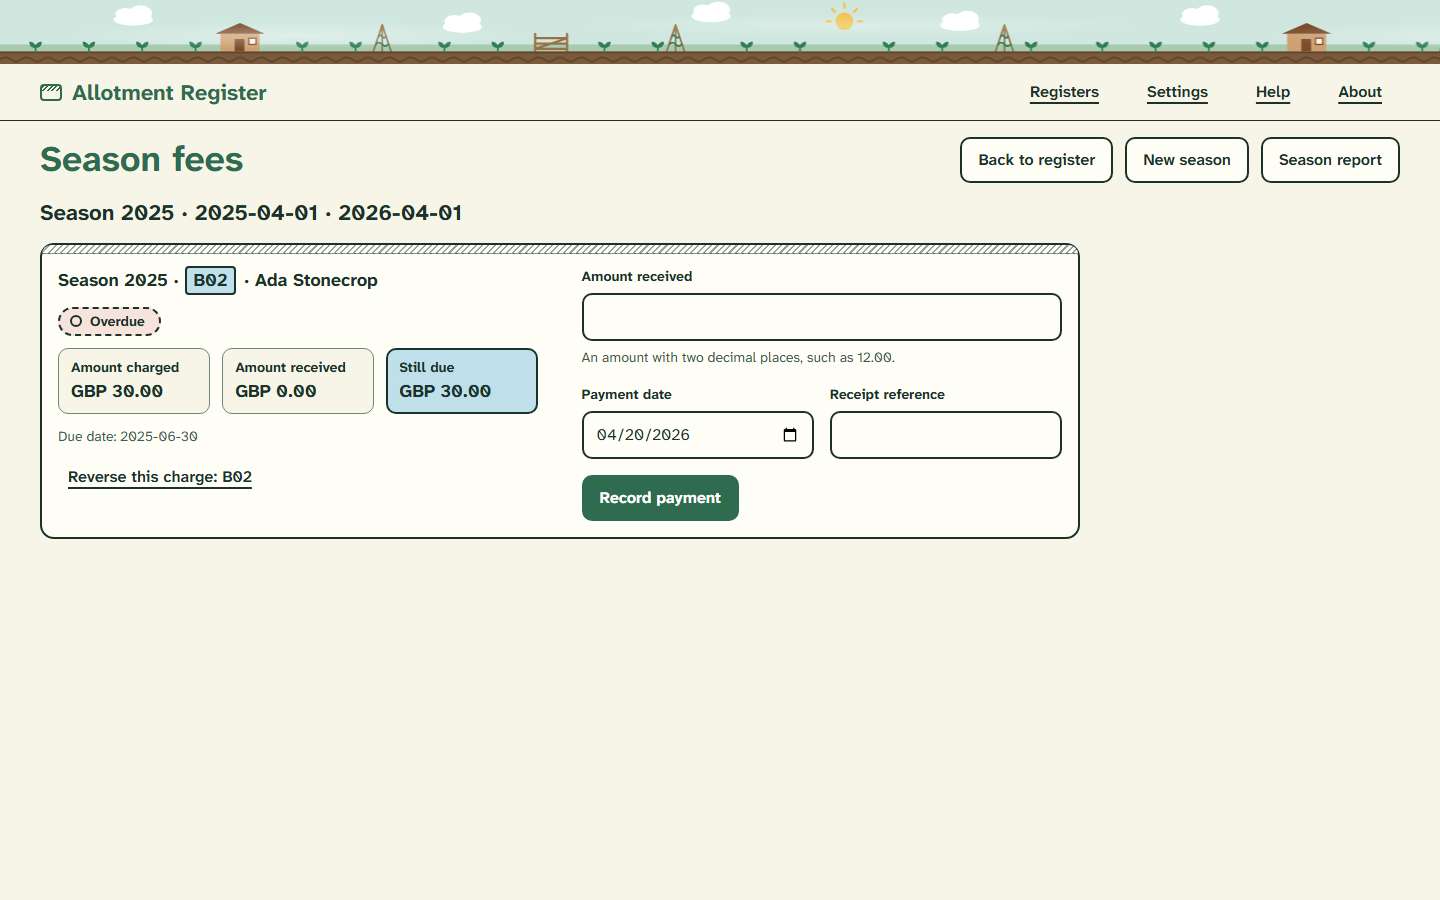 Allotment Register
Registers
Settings
Help
About
Season fees
Back to register
New season
Season report
Season 2025 · 2025-04-01 · 2026-04-01
Season 2025 · B02 · Ada Stonecrop
Overdue
Amount charged
GBP 30.00
Amount received
GBP 0.00
Still due
GBP 30.00
Due date: 2025-06-30
Reverse this charge: B02
Amount received
An amount with two decimal places, such as 12.00.
Payment date
04/20/2026
Receipt reference
Record payment